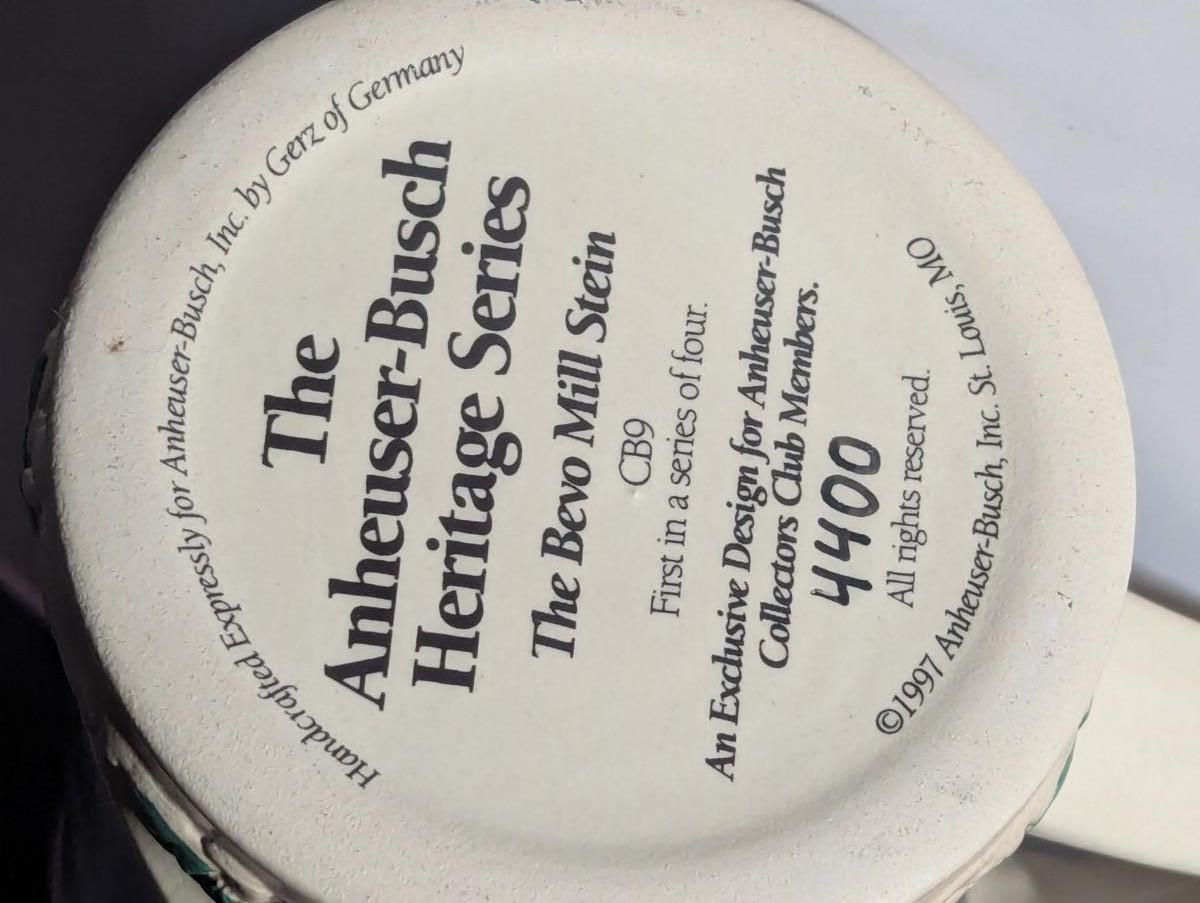 Handcrafted Expressly for Anheuser-Busch, Inc. by Gerz of Germany
The
Anheuser-Busch
Heritage Series
The Bevo Mill Stein
CB9
First in a series of four.
An Exclusive Design for Anheuser-Busch
Collectors Club Members.
4400
All rights reserved.
©1997 Anheuser-Busch, Inc. St. Louis, MO